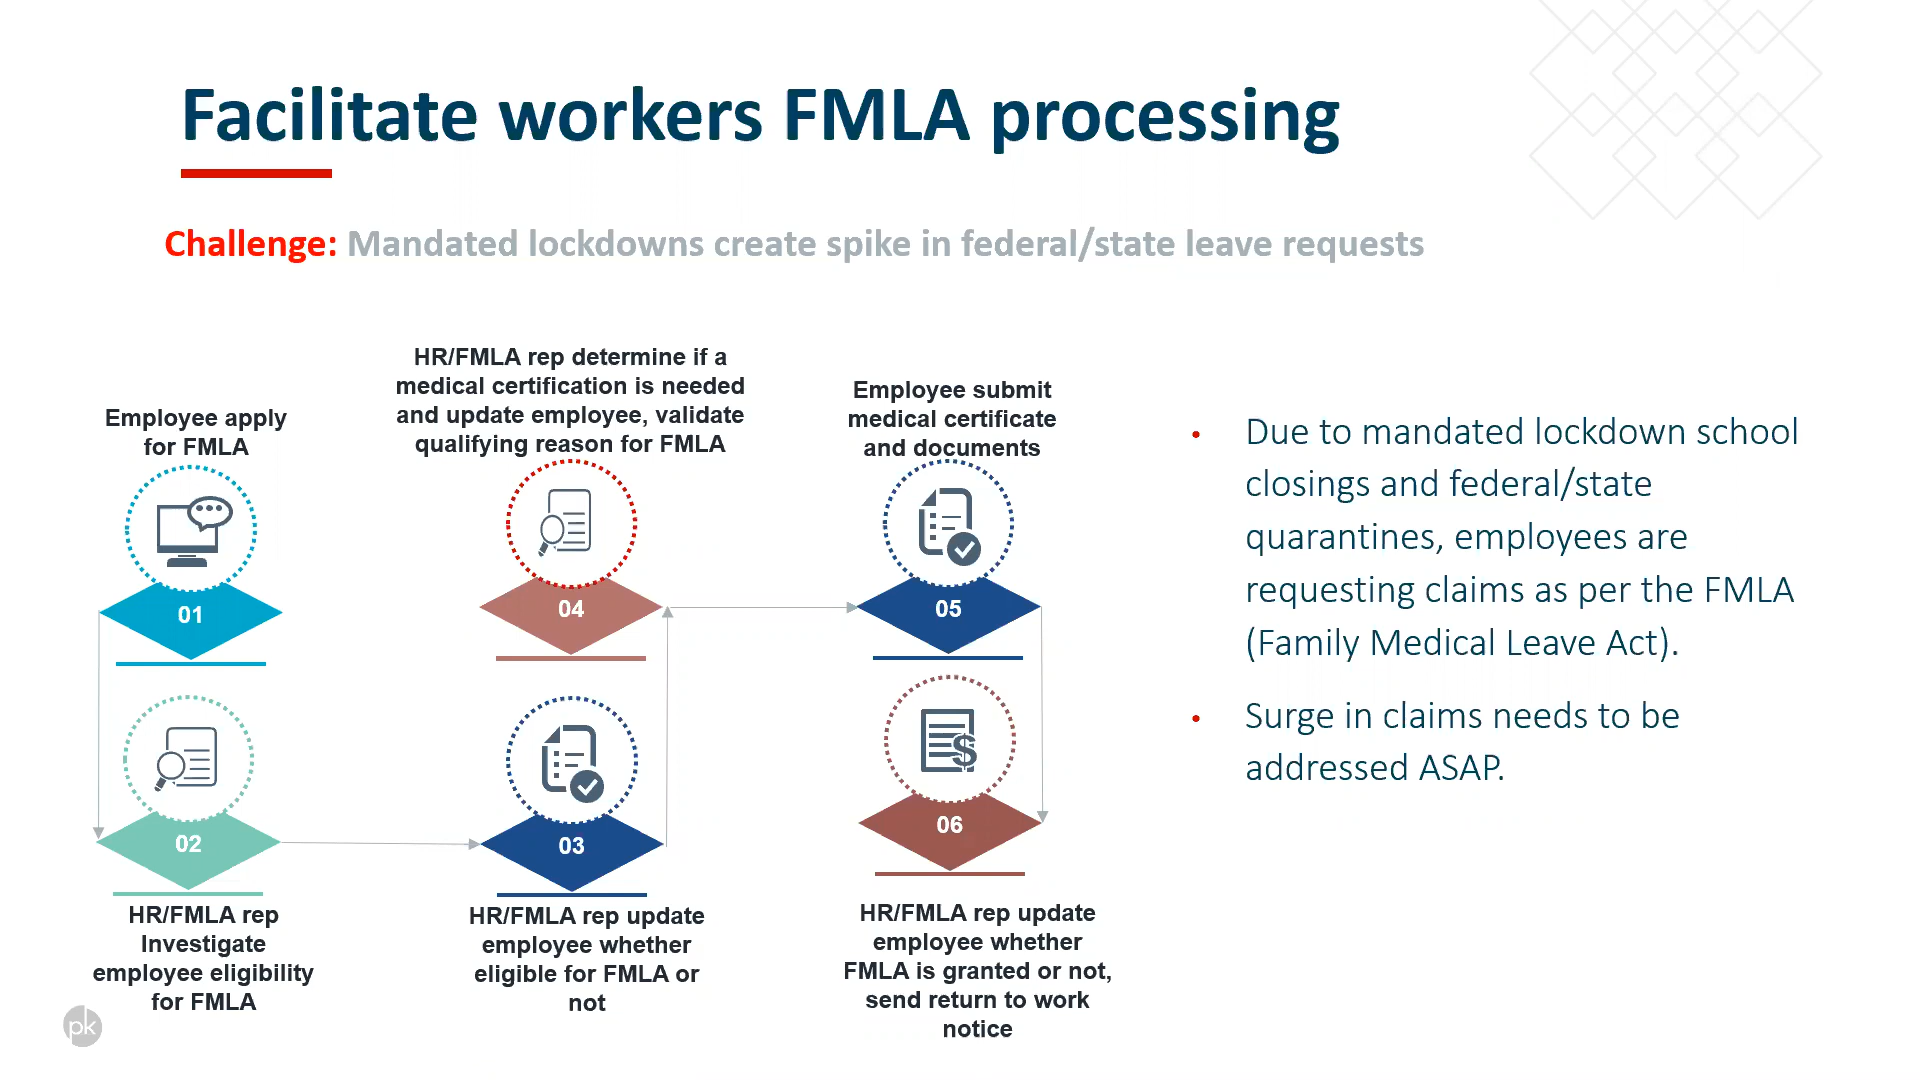 Facilitate workers FMLA processing
Challenge: Mandated lockdowns create spike in federal/state leave requests
Employee apply
for FMLA
01
HR/FMLA rep
Investigate
employee eligibility
for FMLA
02
HR/FMLA rep update
employee whether
eligible for FMLA or
not
03
HR/FMLA rep determine if a
medical certification is needed
and update employee, validate
qualifying reason for FMLA
04
Employee submit
medical certificate
and documents
05
HR/FMLA rep update
employee whether
FMLA is granted or not,
send return to work
notice
06
$
• Due to mandated lockdown school
closings and federal/state
quarantines, employees are
requesting claims as per the FMLA
(Family Medical Leave Act).
• Surge in claims needs to be
addressed ASAP.
pk